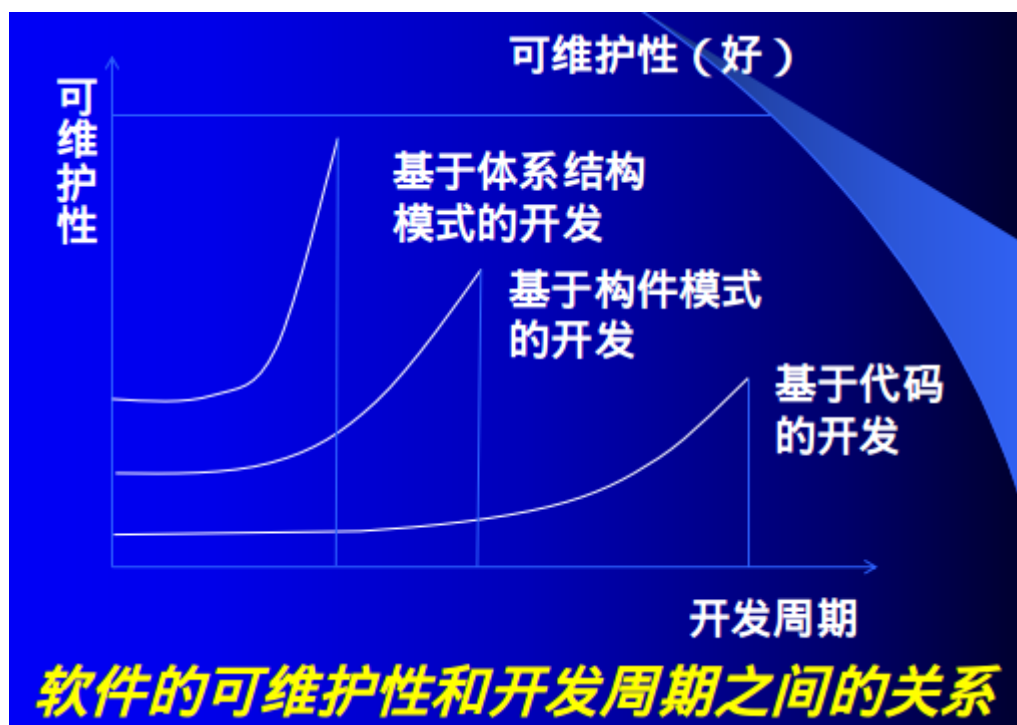 可维护性（好）
可维护性
基于体系结构
模式的开发
基于构件模式
的开发
基于代码
的开发
开发周期
软件的可维护性和开发周期之间的关系